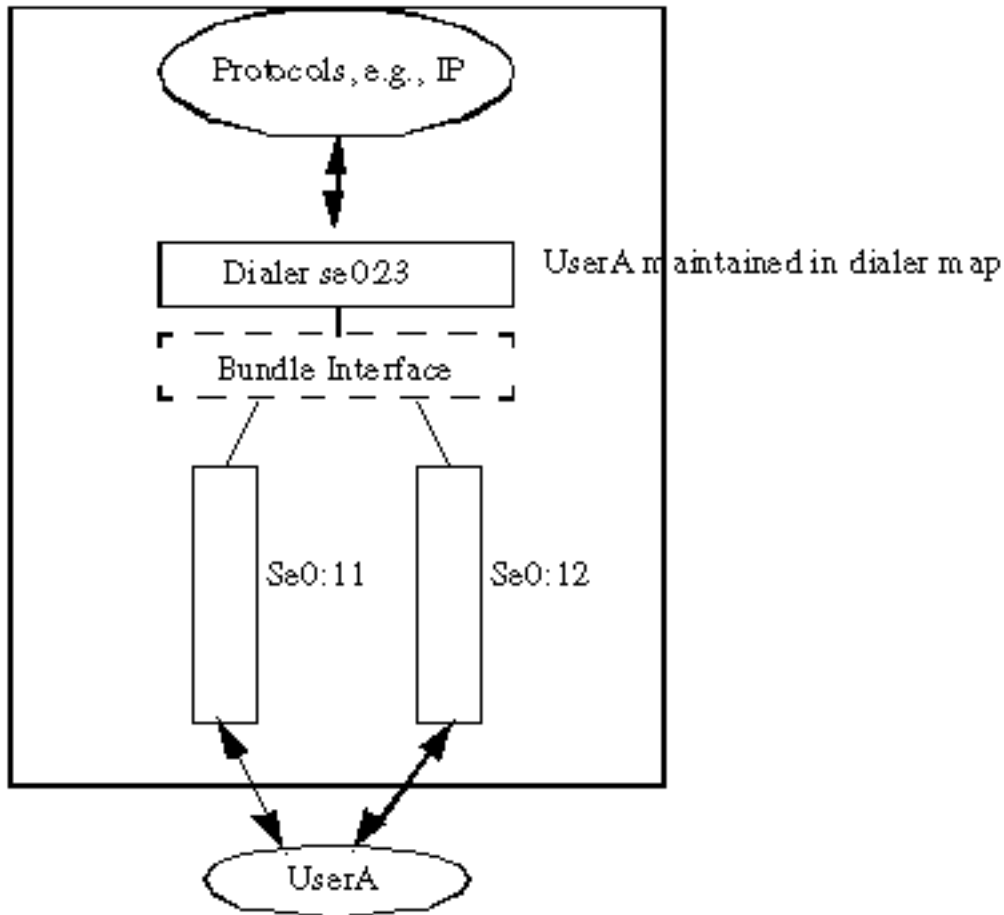 Protocols, e.g., IP
Dialer se023
UserA maintained in dialer map
Bundle Interface
Se0:11
Se0:12
UserA